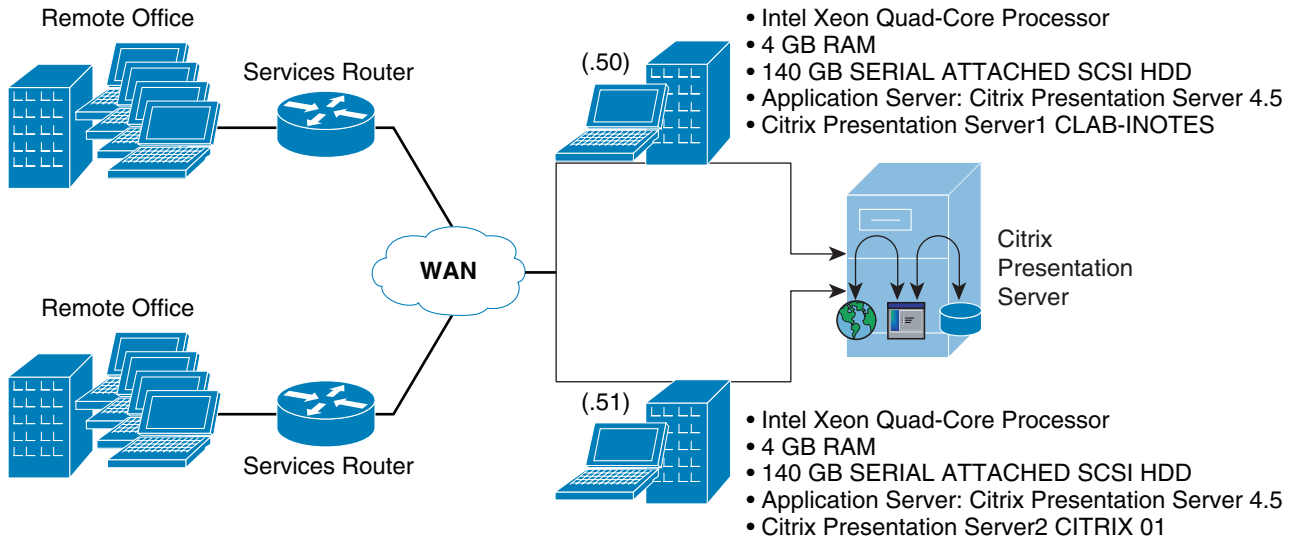 Remote Office
Services Router
(.50)
• Intel Xeon Quad-Core Processor
• 4 GB RAM
• 140 GB SERIAL ATTACHED SCSI HDD
• Application Server: Citrix Presentation Server 4.5
• Citrix Presentation Server1 CLAB-INOTES
WAN
Citrix
Presentation
Server
Remote Office
Services Router
(.51)
• Intel Xeon Quad-Core Processor
• 4 GB RAM
• 140 GB SERIAL ATTACHED SCSI HDD
• Application Server: Citrix Presentation Server 4.5
• Citrix Presentation Server2 CITRIX 01